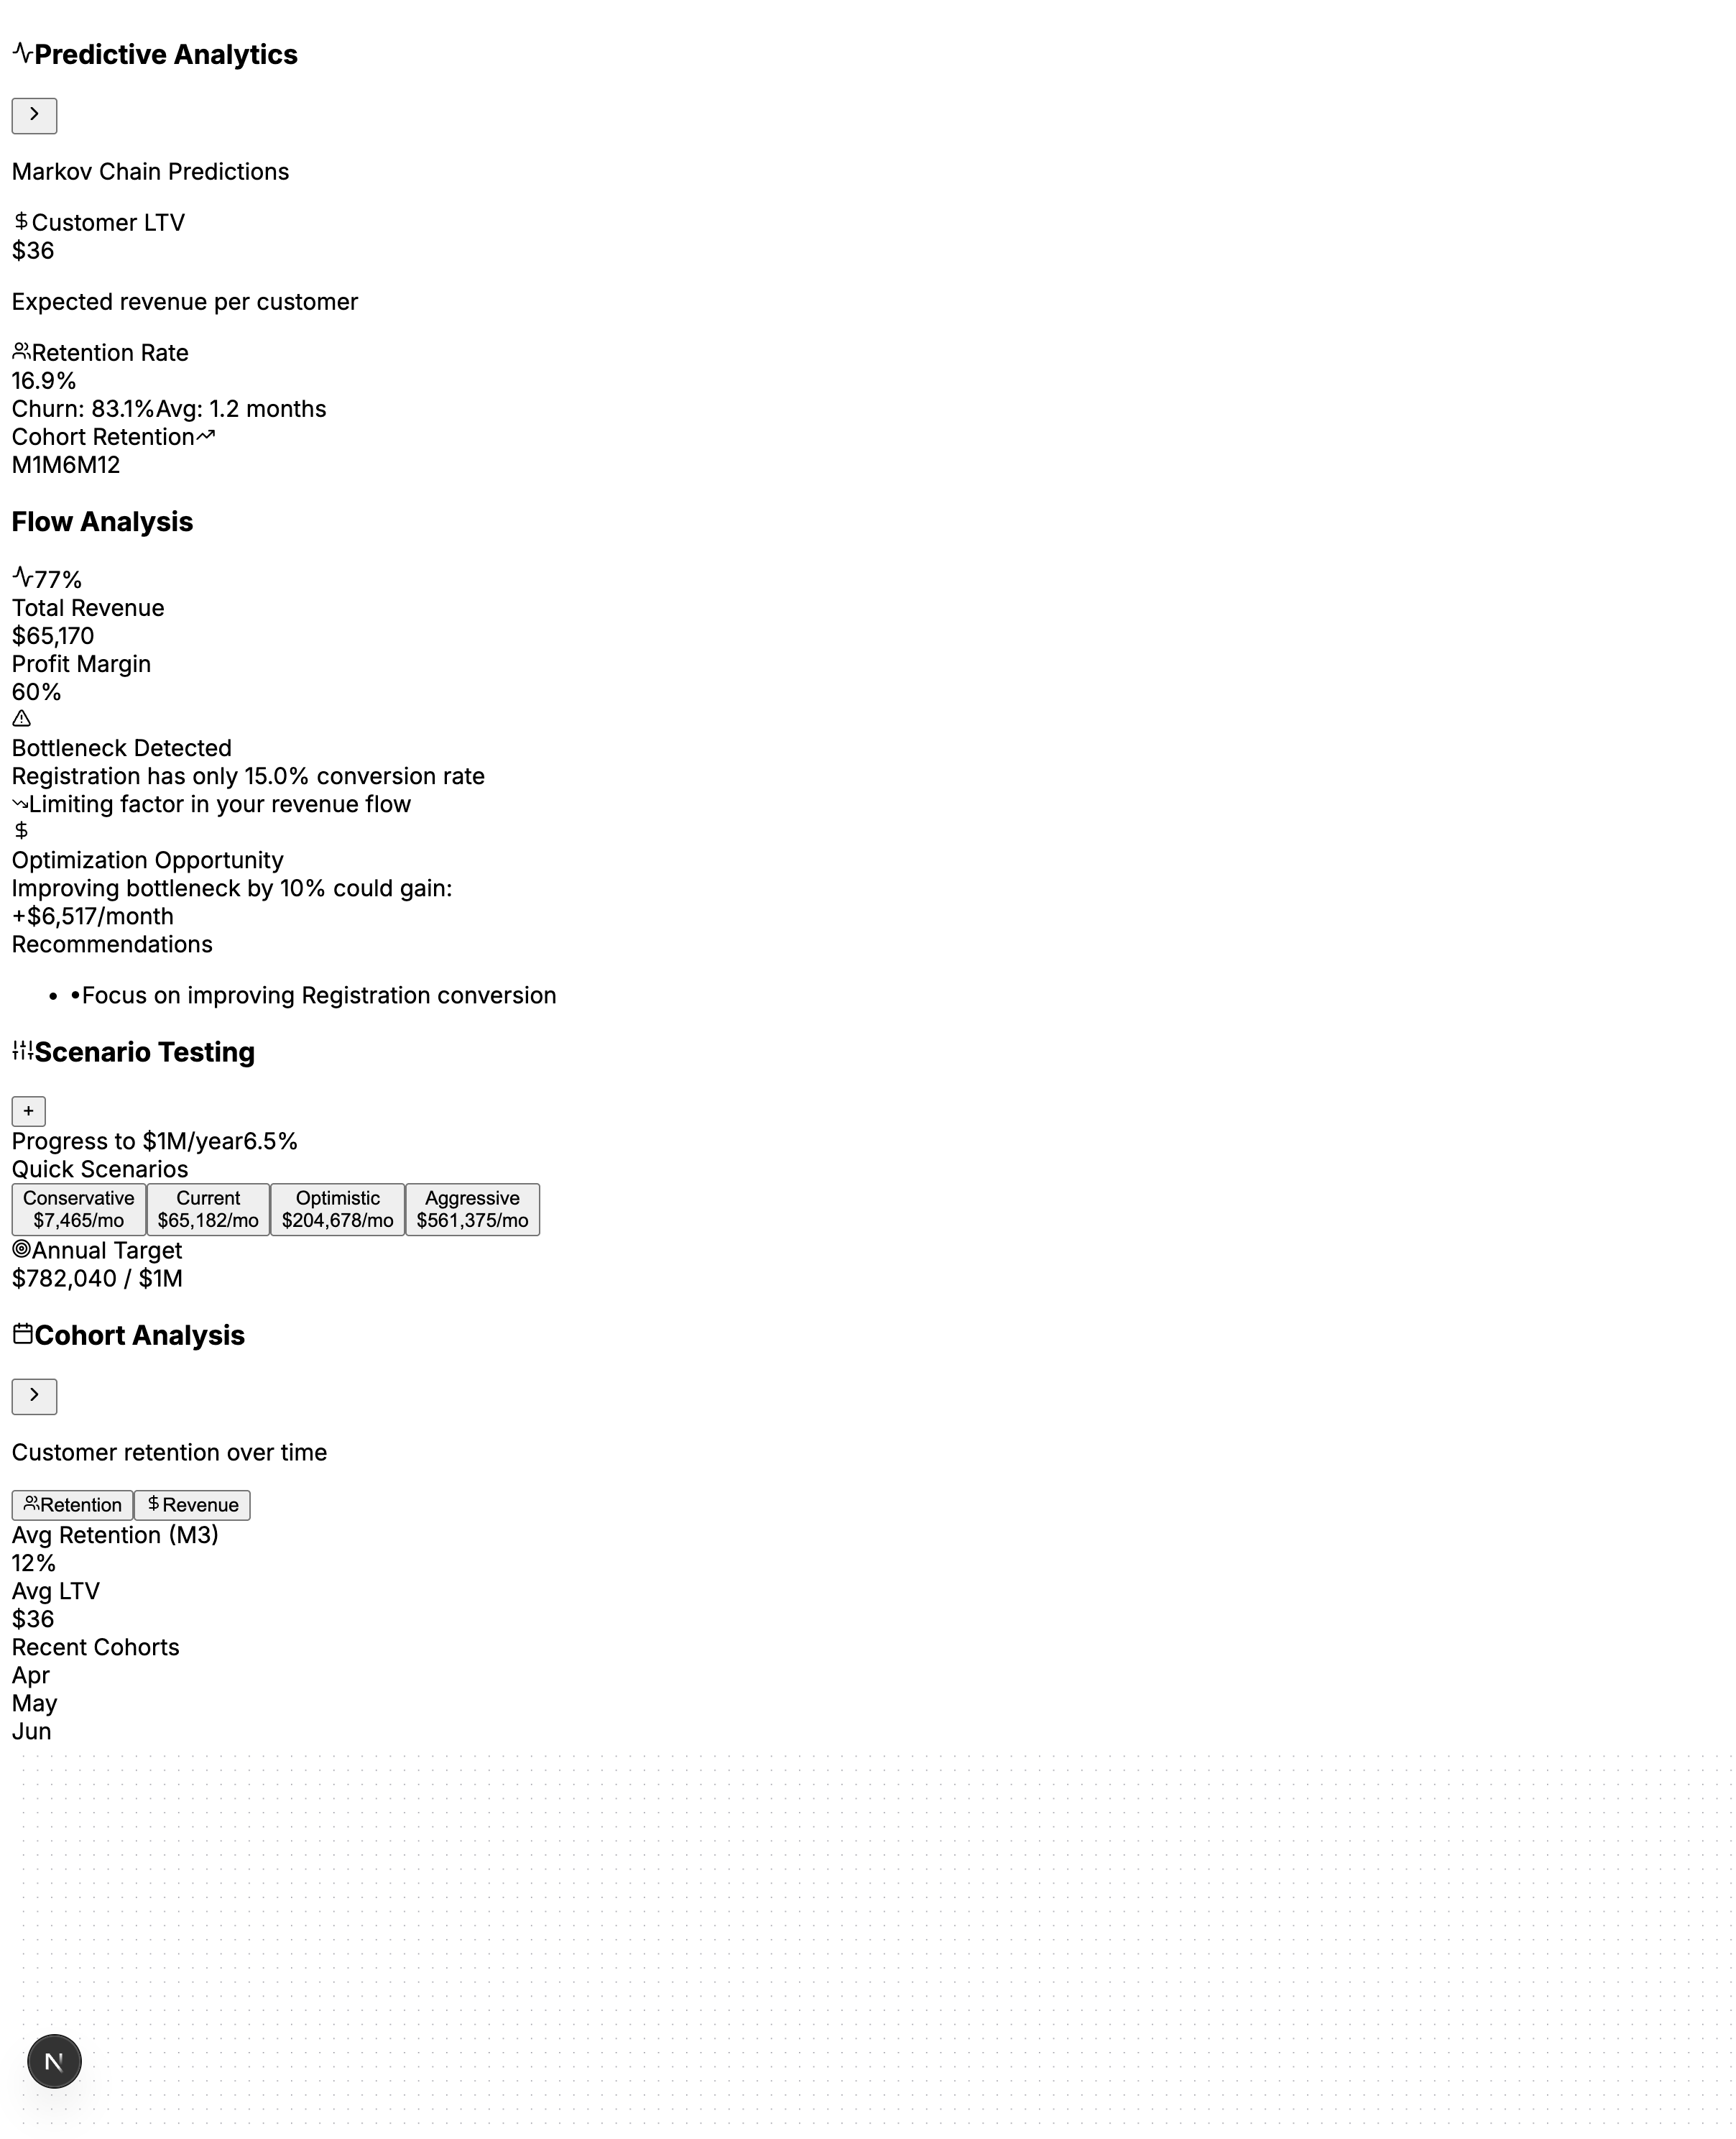 Predictive Analytics
Markov Chain Predictions
Customer LTV
$36
Expected revenue per customer
Retention Rate
16.9%
Churn: 83.1%Avg: 1.2 months
Cohort Retention
M1M6M12
Flow Analysis
77%
Total Revenue
$65,170
Profit Margin
60%
Bottleneck Detected
Registration has only 15.0% conversion rate
Limiting factor in your revenue flow
$
Optimization Opportunity
Improving bottleneck by 10% could gain:
+$6,517/month
Recommendations
• •Focus on improving Registration conversion
Scenario Testing
+
Progress to $1M/year6.5%
Quick Scenarios
Conservative Current Optimistic Aggressive
$7,465/mo $65,182/mo $204,678/mo $561,375/mo
Annual Target
$782,040 / $1M
Cohort Analysis
Customer retention over time
Retention $Revenue
Avg Retention (M3)
12%
Avg LTV
$36
Recent Cohorts
Apr
May
Jun
N